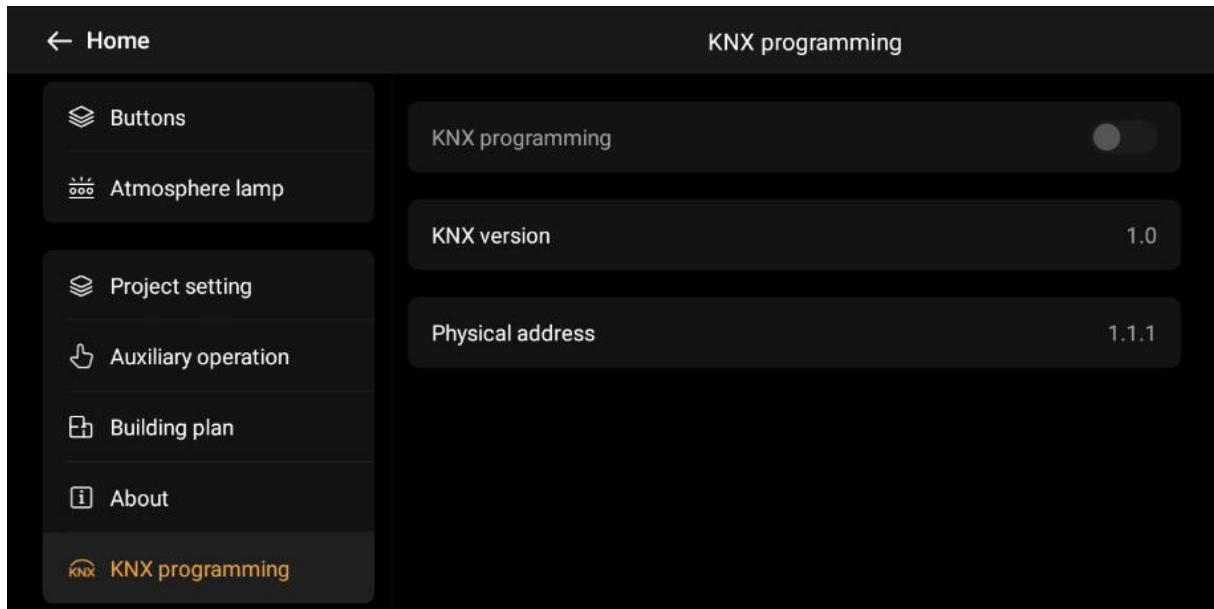 Home
KNX programming
Buttons
Atmosphere lamp
Project setting
Auxiliary operation
Building plan
About
KNX KNX programming
KNX programming
KNX version 1.0
Physical address 1.1.1